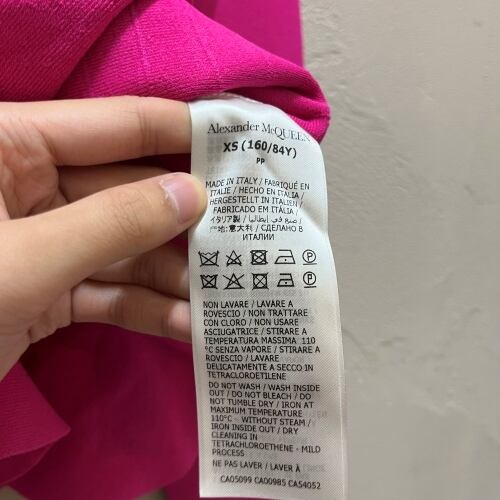 Alexander McQUEEN
XS (160/84Y)
PP
MADE IN ITALY / FABRIQUÉ EN
ITALIE / HECHO EN ITALIA /
HERGESTELLT IN ITALIEN /
FABRICADO EM ITÁLIA /
イタリア製 / صنع في إيطاليا /
产地:意大利 / СДЕЛАНО В
ИТАЛИИ
NON LAVARE / LAVARE A
ROVESCIO / NON TRATTARE
CON CLORO / NON USARE
ASCIUGATRICE / STIRARE A
TEMPERATURA MASSIMA 110
°C SENZA VAPORE / STIRARE A
ROVESCIO / LAVARE
DELICATAMENTE A SECCO IN
TETRACLOROETILENE
DO NOT WASH / WASH INSIDE
OUT / DO NOT BLEACH / DO
NOT TUMBLE DRY / IRON AT
MAXIMUM TEMPERATURE
110°C - WITHOUT STEAM /
IRON INSIDE OUT / DRY
CLEANING IN
TETRACHLOROETHENE - MILD
PROCESS
NE PAS LAVER / LAVER À
CA05099 CA00985 CA54052